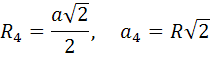 R₄ = a√2/2, a₄ = R√2